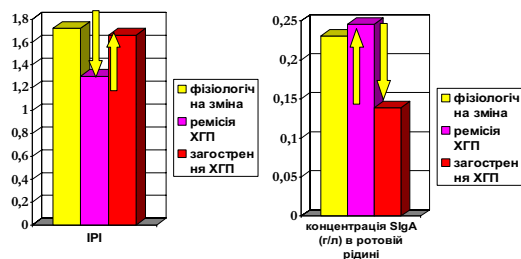 1,8
1,6
1,4
1,2
1
0,8
0,6
0,4
0,2
0
ІРІ
фізіологіч
на зміна
ремісія
ХГП
загострен
ня ХГП
0,25
0,2
0,15
0,1
0,05
0
концентрація SIgA
(г/л) в ротовій
рідині
фізіологіч
на зміна
ремісія
ХГП
загострен
ня ХГП